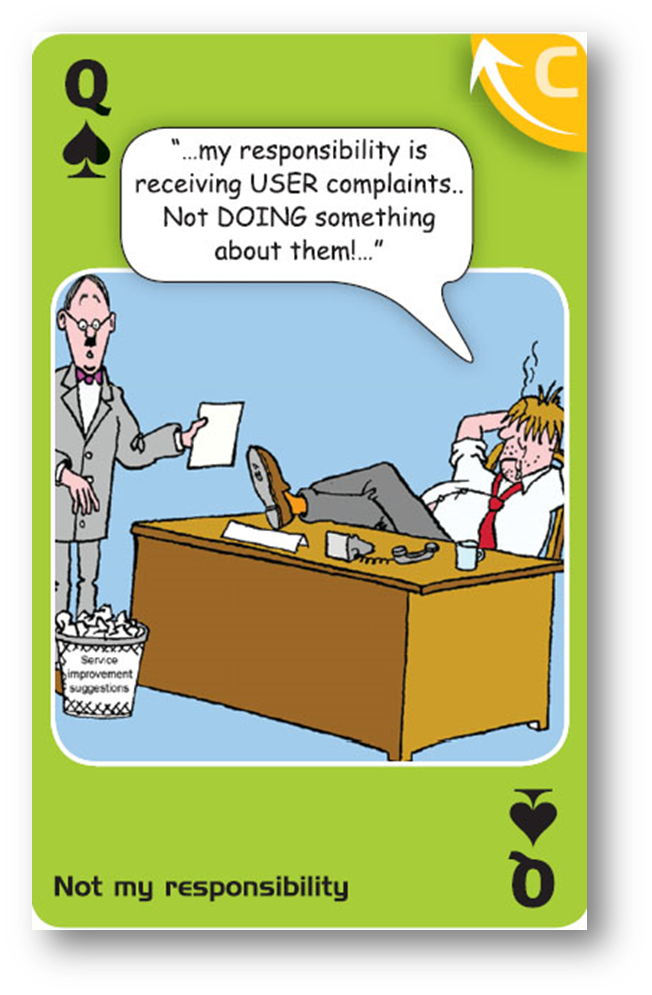 Q
C
“...my responsibility is
receiving USER complaints..
Not DOING something
about them!...”
Service
improvement
suggestions
Not my responsibility
Q